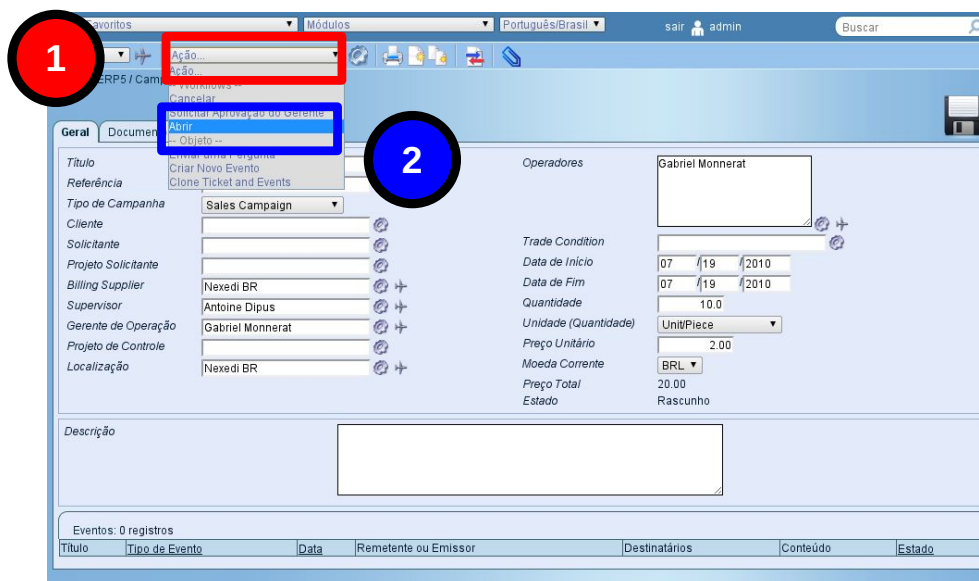 Favoritos Módulos Português/Brasil sair admin Buscar
1 Ação...
ERP5 / Camp
Ação...
-- Workflows --
Cancelar
Solicitar Aprovação do Gerente
Abrir
-- Objeto --
Enviar uma Pergunta
Criar Novo Evento
Clone Ticket and Events
2
Geral Documen
Título
Referência
Tipo de Campanha Sales Campaign
Cliente
Solicitante
Projeto Solicitante
Billing Supplier Nexedi BR
Supervisor Antoine Dipus
Gerente de Operação Gabriel Monnerat
Projeto de Controle
Localização Nexedi BR
Operadores Gabriel Monnerat
Trade Condition
Data de Início 07 /19 /2010
Data de Fim 07 /19 /2010
Quantidade 10.0
Unidade (Quantidade) Unit/Piece
Preço Unitário 2.00
Moeda Corrente BRL
Preço Total 20.00
Estado Rascunho
Descrição
Eventos: 0 registros
Título Tipo de Evento Data Remetente ou Emissor Destinatários Conteúdo Estado